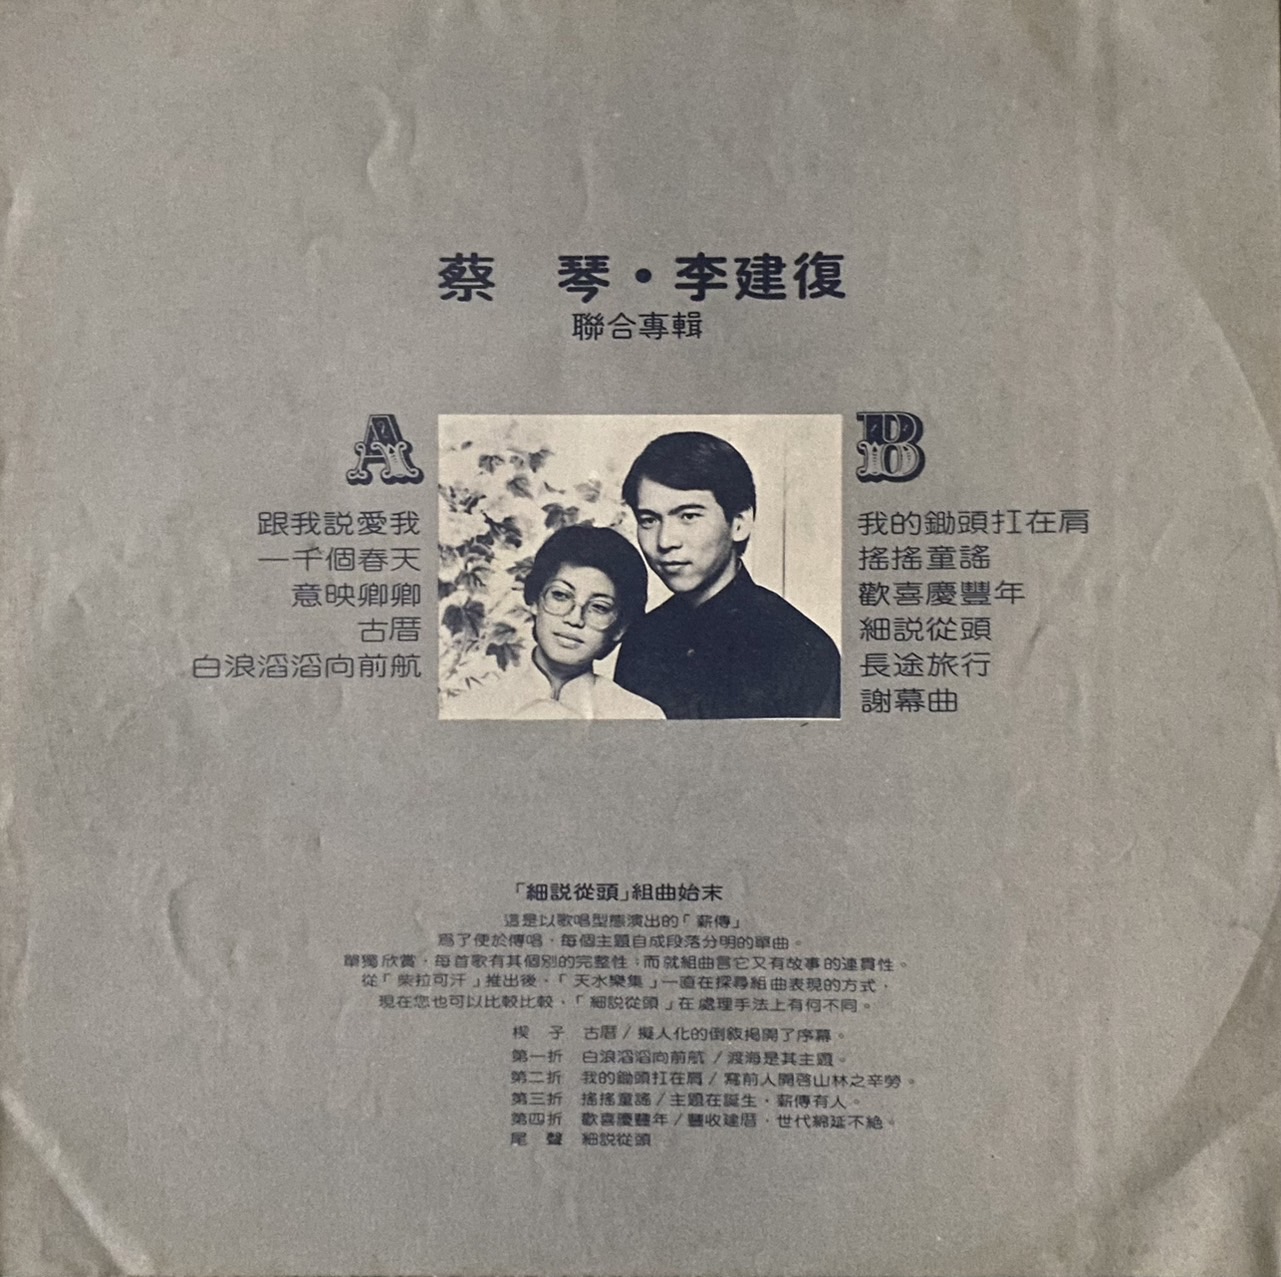 蔡 琴・李建復
聯合專輯
A
跟我説愛我
一千個春天
意映卿卿
古厝
白浪滔滔向前航
B
我的鋤頭扛在肩
搖搖童謠
歡喜慶豐年
細説從頭
長途旅行
謝幕曲
「細説從頭」組曲始末
這是以歌唱型態演出的「薪傳」
爲了便於傳唱，每個主題自成段落分明的單曲。
單獨欣賞，每首歌有其個別的完整性；而就組曲言它又有故事的連貫性。
從「柴拉可汗」推出後，「天水樂集」一直在探尋組曲表現的方式，
現在您也可以比較比較，「細説從頭」在處理手法上有何不同。
楔 子 古厝/擬人化的倒敘揭開了序幕。
第一折 白浪滔滔向前航/渡海是其主題。
第二折 我的鋤頭扛在肩/寫前人開啓山林之辛勞。
第三折 搖搖童謠/主題在誕生，薪傳有人。
第四折 歡喜慶豐年/豐收建厝，世代綿延不絶。
尾 聲 細説從頭